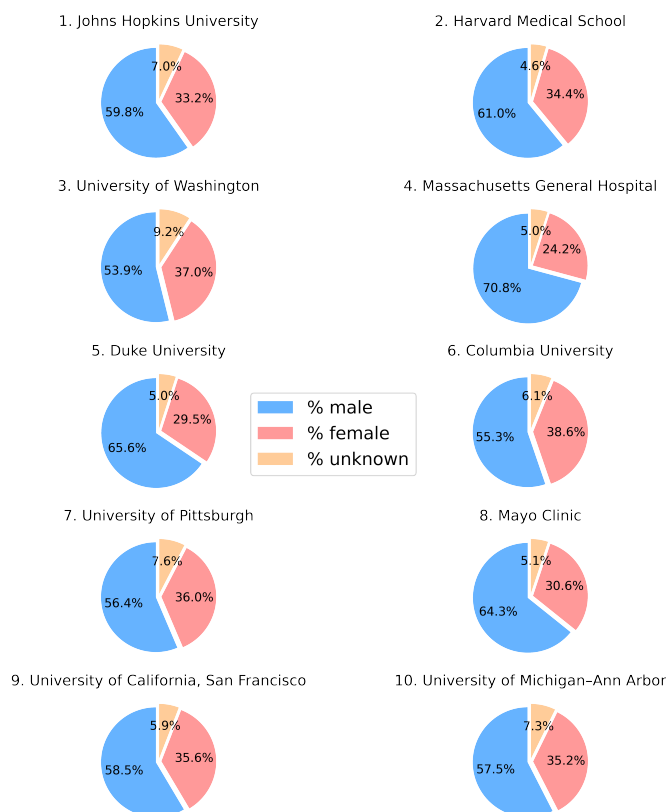 1. Johns Hopkins University
7.0%
33.2%
59.8%
2. Harvard Medical School
4.6%
34.4%
61.0%
3. University of Washington
9.2%
53.9%
37.0%
4. Massachusetts General Hospital
5.0%
24.2%
70.8%
5. Duke University
5.0%
29.5%
65.6%
6. Columbia University
6.1%
55.3%
38.6%
% male
% female
% unknown
7. University of Pittsburgh
7.6%
56.4%
36.0%
8. Mayo Clinic
5.1%
30.6%
64.3%
9. University of California, San Francisco
5.9%
35.6%
58.5%
10. University of Michigan–Ann Arbor
7.3%
35.2%
57.5%